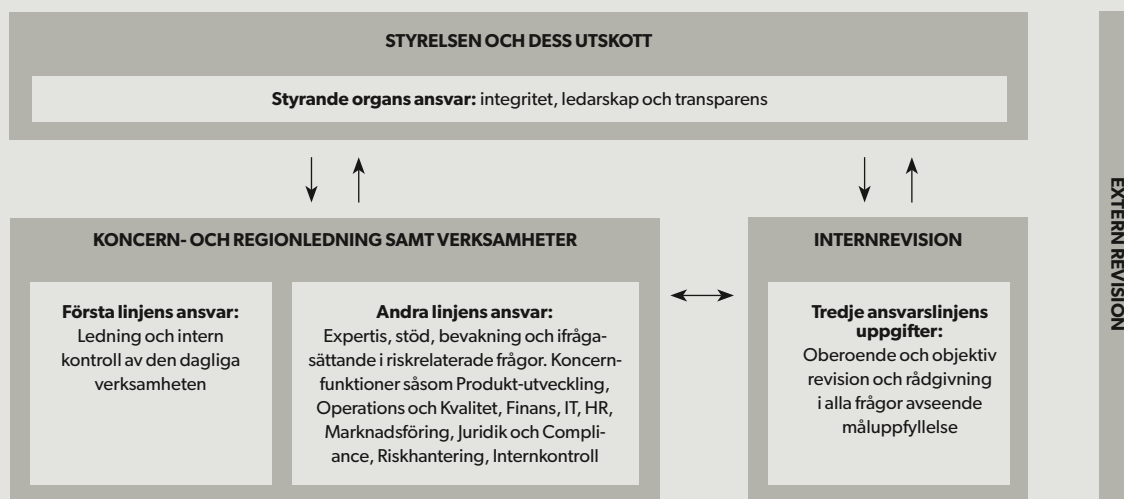 STYRELSEN OCH DESS UTSKOTT
Styrande organs ansvar: integritet, ledarskap och transparens
KONCERN- OCH REGIONLEDNING SAMT VERKSAMHETER
Första linjens ansvar:
Ledning och intern
kontroll av den dagliga
verksamheten
Andra linjens ansvar:
Expertis, stöd, bevakning och ifråga-
sättande i riskrelaterade frågor. Koncern-
funktioner såsom Produkt-utveckling,
Operations och Kvalitet, Finans, IT, HR,
Marknadsföring, Juridik och Compli-
ance, Riskhantering, Internkontroll
INTERNREVISION
Tredje ansvarslinjens
uppgifter:
Oberoende och objektiv
revision och rådgivning
i alla frågor avseende
måluppfyllelse
EXTERN REVISION